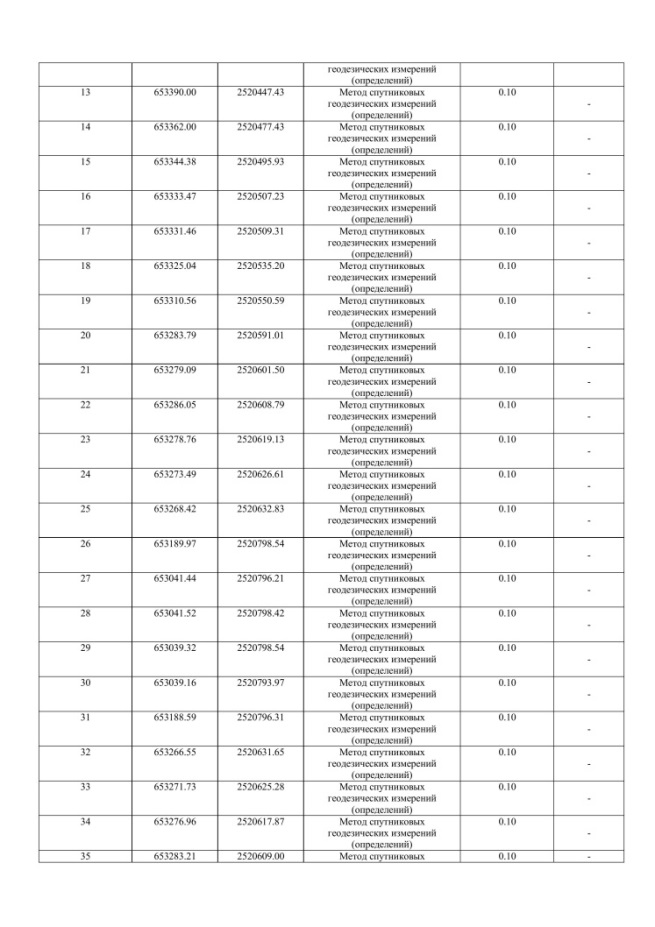 геодезических измерений
(определений)
13 653390.00 2520447.43 Метод спутниковых 0.10
геодезических измерений -
(определений)
14 653362.00 2520477.43 Метод спутниковых 0.10
геодезических измерений -
(определений)
15 653344.38 2520495.93 Метод спутниковых 0.10
геодезических измерений -
(определений)
16 653333.47 2520507.23 Метод спутниковых 0.10
геодезических измерений -
(определений)
17 653331.46 2520509.31 Метод спутниковых 0.10
геодезических измерений -
(определений)
18 653325.04 2520535.20 Метод спутниковых 0.10
геодезических измерений -
(определений)
19 653310.56 2520550.59 Метод спутниковых 0.10
геодезических измерений -
(определений)
20 653283.79 2520591.01 Метод спутниковых 0.10
геодезических измерений -
(определений)
21 653279.09 2520601.50 Метод спутниковых 0.10
геодезических измерений -
(определений)
22 653286.05 2520608.79 Метод спутниковых 0.10
геодезических измерений -
(определений)
23 653278.76 2520619.13 Метод спутниковых 0.10
геодезических измерений -
(определений)
24 653273.49 2520626.61 Метод спутниковых 0.10
геодезических измерений -
(определений)
25 653268.42 2520632.83 Метод спутниковых 0.10
геодезических измерений -
(определений)
26 653189.97 2520798.54 Метод спутниковых 0.10
геодезических измерений -
(определений)
27 653041.44 2520796.21 Метод спутниковых 0.10
геодезических измерений -
(определений)
28 653041.52 2520798.42 Метод спутниковых 0.10
геодезических измерений -
(определений)
29 653039.32 2520798.54 Метод спутниковых 0.10
геодезических измерений -
(определений)
30 653039.16 2520793.97 Метод спутниковых 0.10
геодезических измерений -
(определений)
31 653188.59 2520796.31 Метод спутниковых 0.10
геодезических измерений -
(определений)
32 653266.55 2520631.65 Метод спутниковых 0.10
геодезических измерений -
(определений)
33 653271.73 2520625.28 Метод спутниковых 0.10
геодезических измерений -
(определений)
34 653276.96 2520617.87 Метод спутниковых 0.10
геодезических измерений -
(определений)
35 653283.21 2520609.00 Метод спутниковых 0.10 -